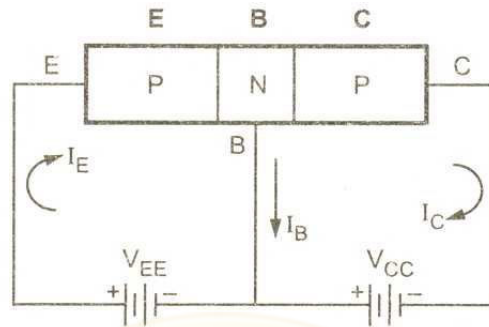 E B C
E P N P C
B
I_E I_B I_C
V_EE V_CC
+ - + -